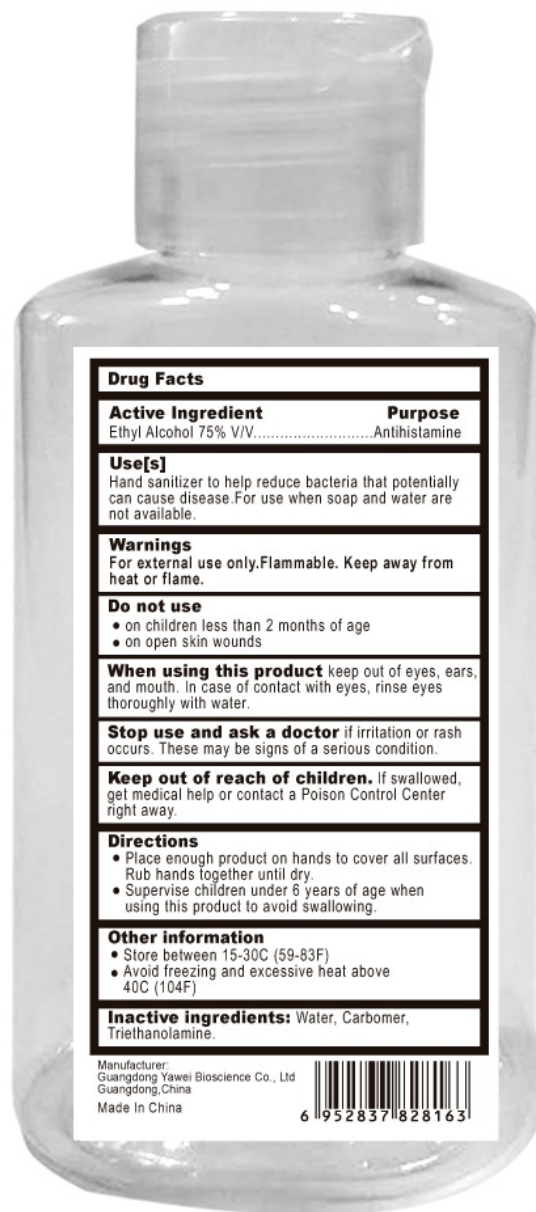 Drug Facts
Active Ingredient Purpose
Ethyl Alcohol 75% V/V...........................Antihistamine
Use[s]
Hand sanitizer to help reduce bacteria that potentially
can cause disease.For use when soap and water are
not available.
Warnings
For external use only.Flammable. Keep away from
heat or flame.
Do not use
• on children less than 2 months of age
• on open skin wounds
When using this product keep out of eyes, ears,
and mouth. In case of contact with eyes, rinse eyes
thoroughly with water.
Stop use and ask a doctor if irritation or rash
occurs. These may be signs of a serious condition.
Keep out of reach of children. If swallowed,
get medical help or contact a Poison Control Center
right away.
Directions
• Place enough product on hands to cover all surfaces.
Rub hands together until dry.
• Supervise children under 6 years of age when
using this product to avoid swallowing.
Other information
• Store between 15-30C (59-83F)
• Avoid freezing and excessive heat above
40C (104F)
Inactive ingredients: Water, Carbomer,
Triethanolamine.
Manufacturer:
Guangdong Yawei Bioscience Co., Ltd
Guangdong,China
Made In China
6 952837 828163